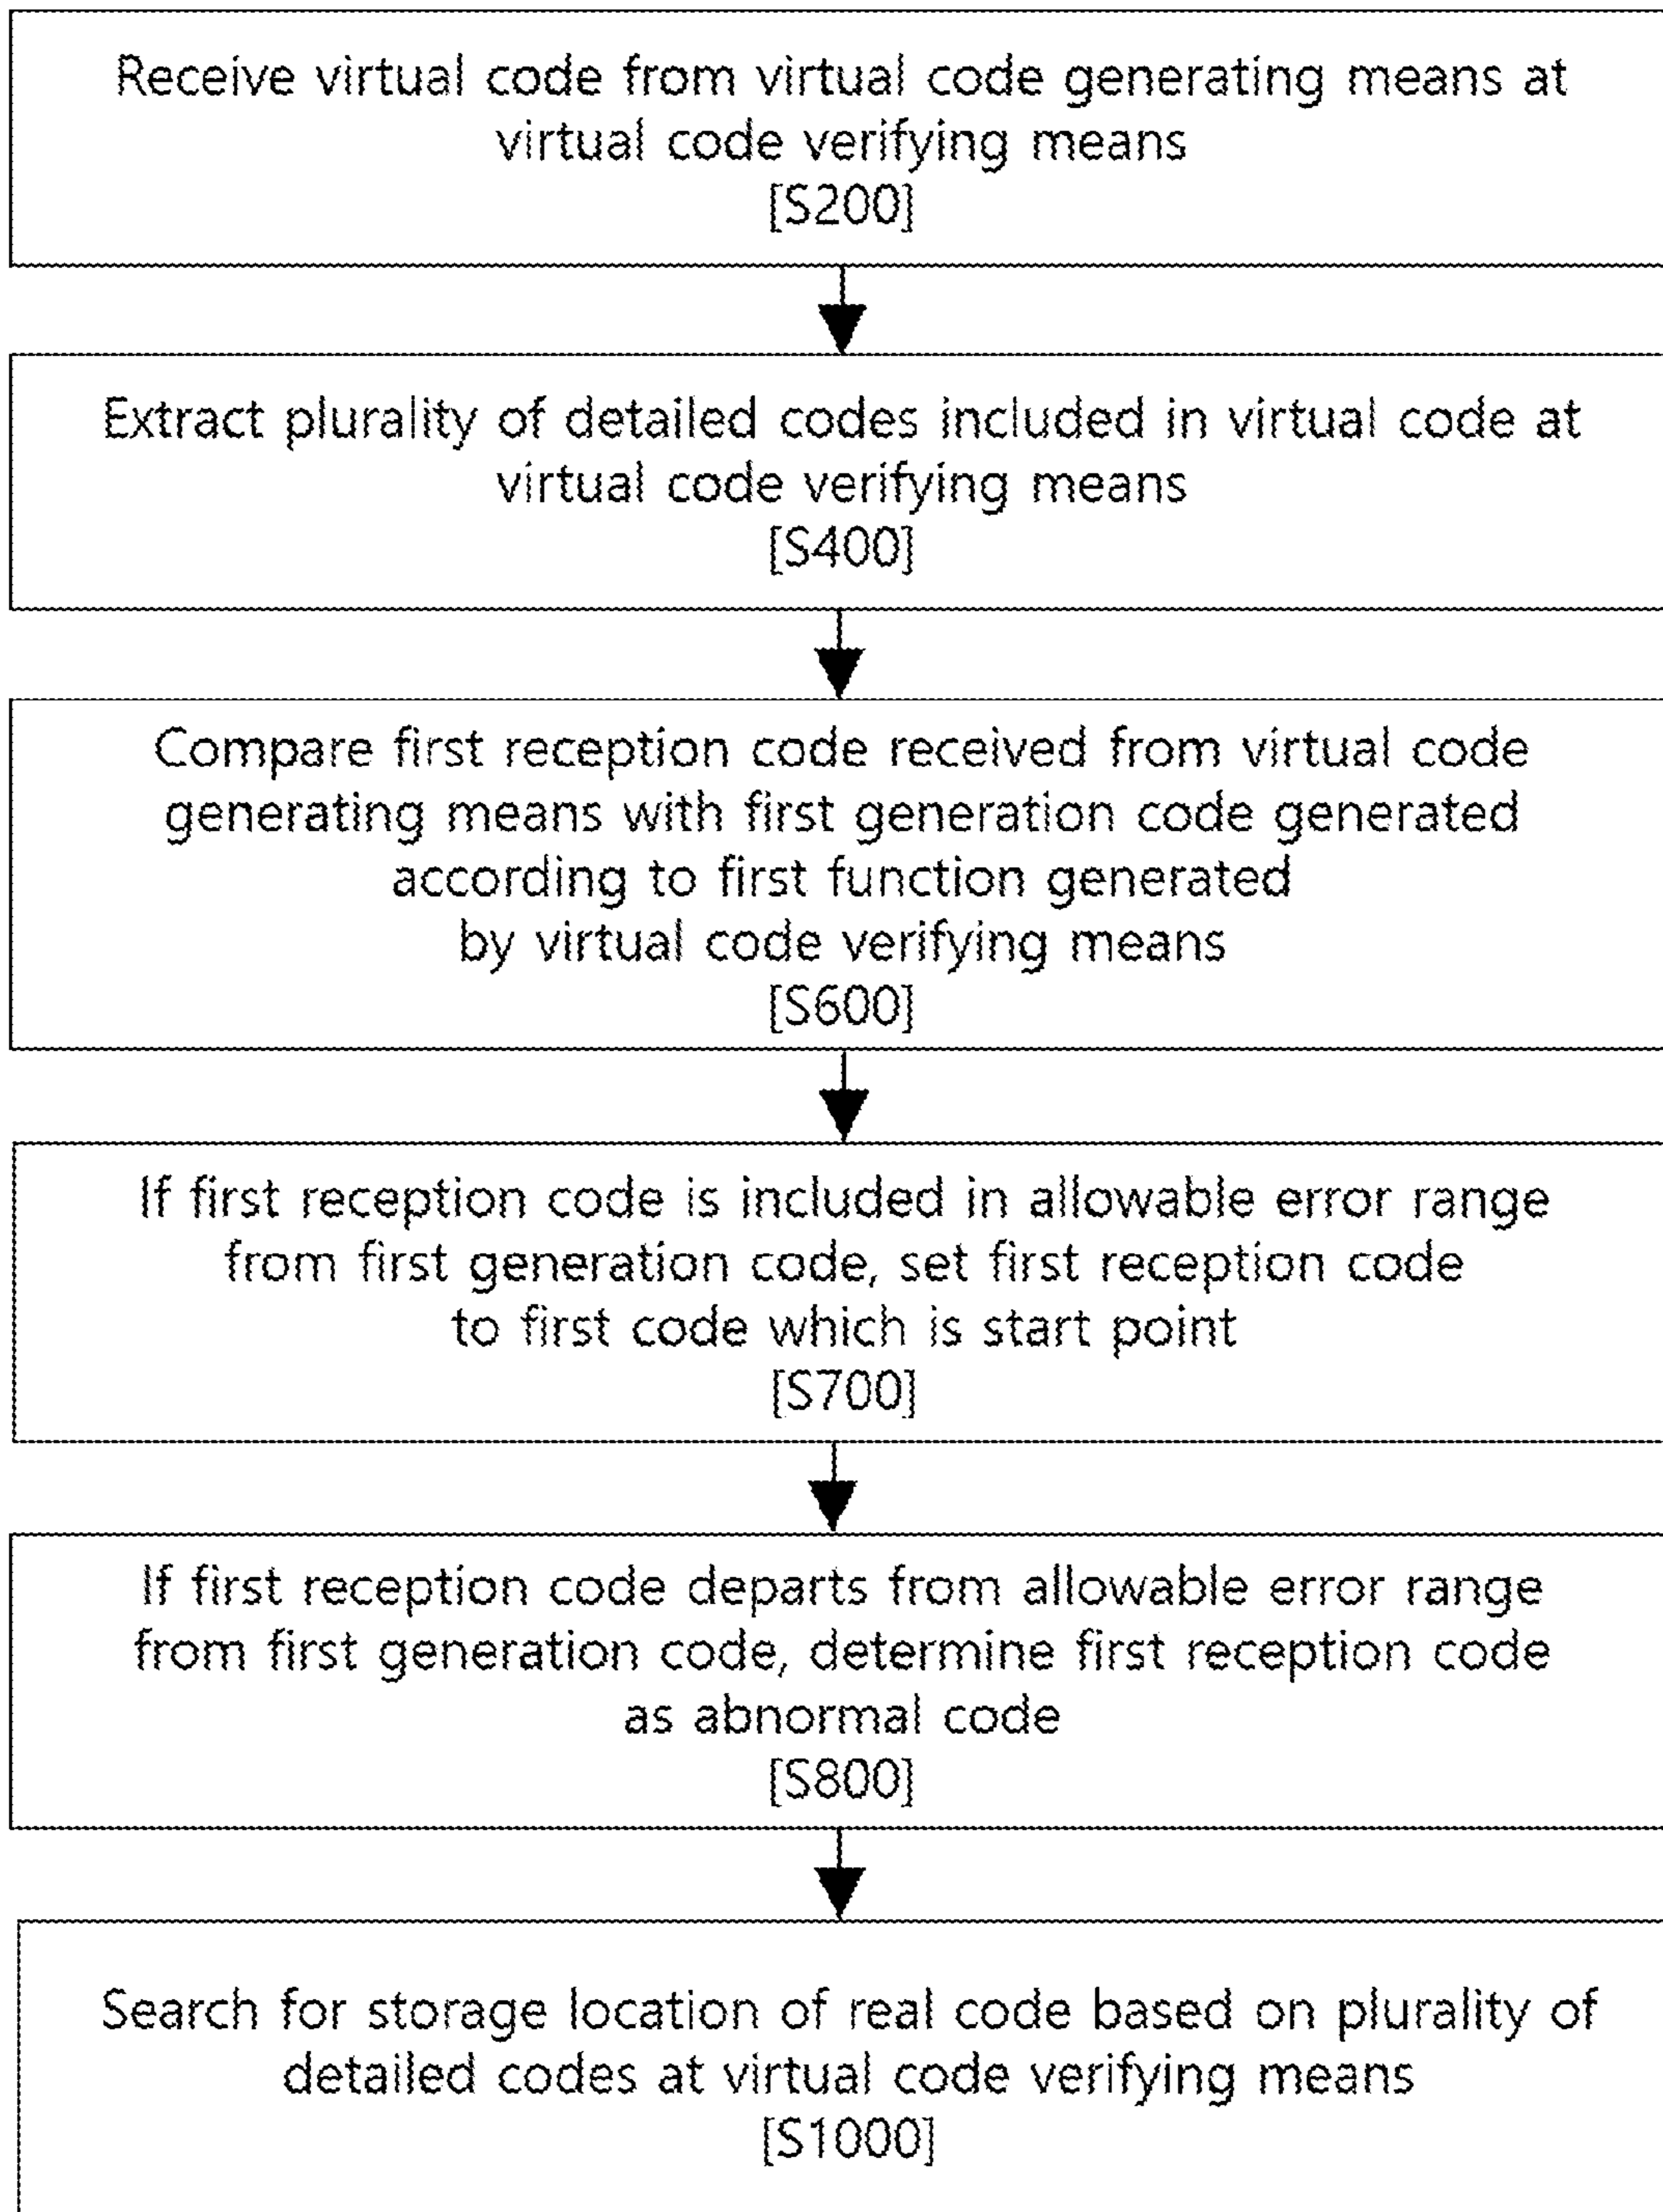 Receive virtual code from virtual code generating means at
virtual code verifying means
[S200]
Extract plurality of detailed codes included in virtual code at
virtual code verifying means
[S400]
Compare first reception code received from virtual code
generating means with first generation code generated
according to first function generated
by virtual code verifying means
[S600]
If first reception code is included in allowable error range
from first generation code, set first reception code
to first code which is start point
[S700]
If first reception code departs from allowable error range
from first generation code, determine first reception code
as abnormal code
[S800]
Search for storage location of real code based on plurality of
detailed codes at virtual code verifying means
[S1000]